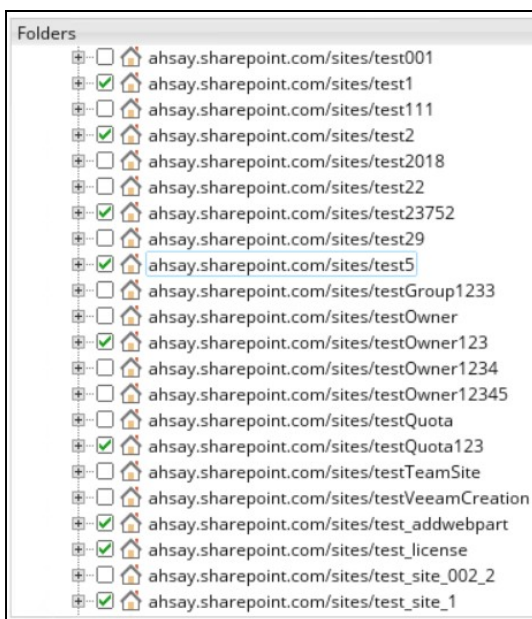 Folders
ahsay.sharepoint.com/sites/test001
ahsay.sharepoint.com/sites/test1
ahsay.sharepoint.com/sites/test111
ahsay.sharepoint.com/sites/test2
ahsay.sharepoint.com/sites/test2018
ahsay.sharepoint.com/sites/test22
ahsay.sharepoint.com/sites/test23752
ahsay.sharepoint.com/sites/test29
ahsay.sharepoint.com/sites/test5
ahsay.sharepoint.com/sites/testGroup1233
ahsay.sharepoint.com/sites/testOwner
ahsay.sharepoint.com/sites/testOwner123
ahsay.sharepoint.com/sites/testOwner1234
ahsay.sharepoint.com/sites/testOwner12345
ahsay.sharepoint.com/sites/testQuota
ahsay.sharepoint.com/sites/testQuota123
ahsay.sharepoint.com/sites/testTeamSite
ahsay.sharepoint.com/sites/testVeeamCreation
ahsay.sharepoint.com/sites/test_addwebpart
ahsay.sharepoint.com/sites/test_license
ahsay.sharepoint.com/sites/test_site_002_2
ahsay.sharepoint.com/sites/test_site_1